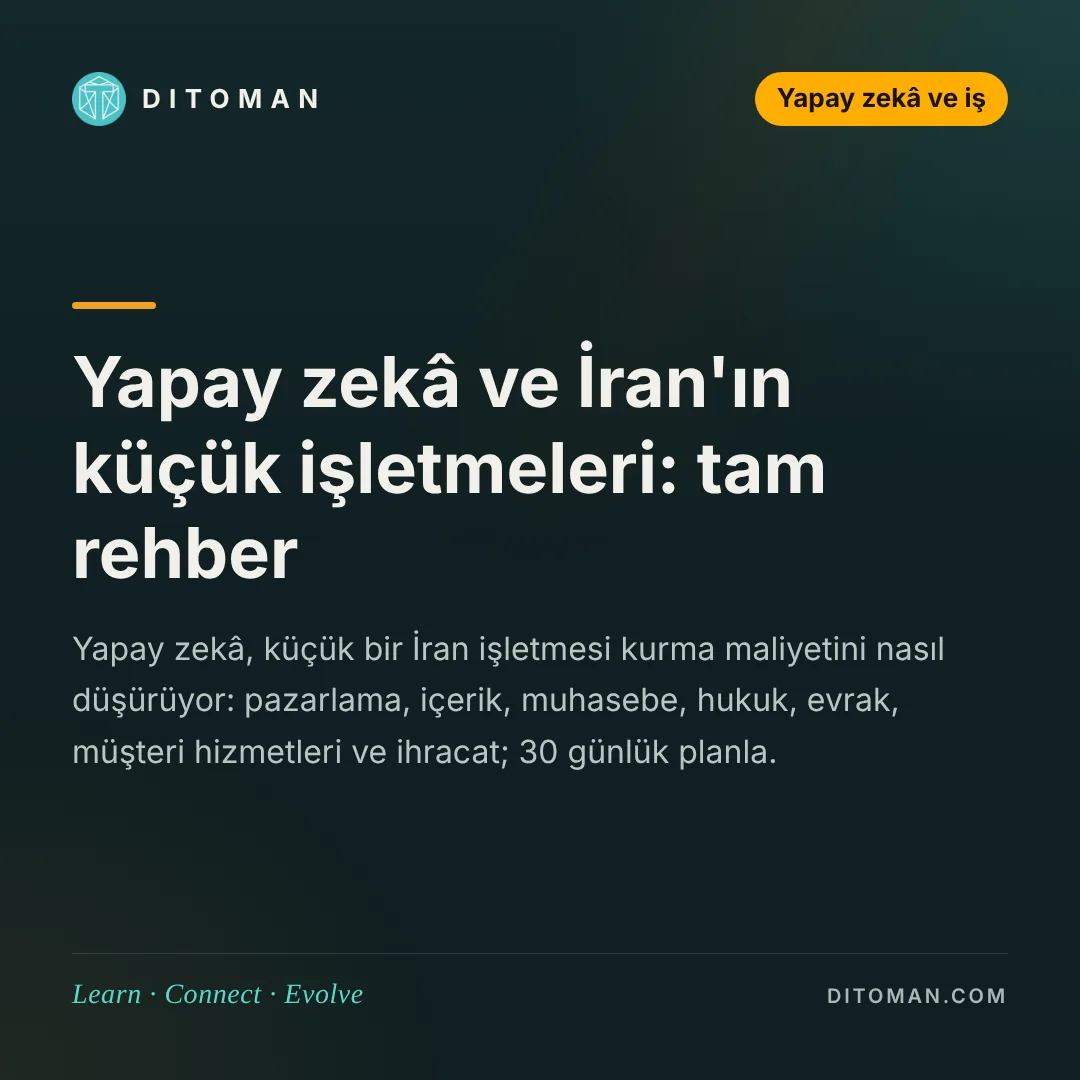 DITOMAN
Yapay zekâ ve iş
Yapay zekâ ve İran'ın
küçük işletmeleri: tam
rehber
Yapay zekâ, küçük bir İran işletmesi kurma maliyetini nasıl
düşürüyor: pazarlama, içerik, muhasebe, hukuk, evrak,
müşteri hizmetleri ve ihracat; 30 günlük planla.
Learn · Connect · Evolve
DITOMAN.COM